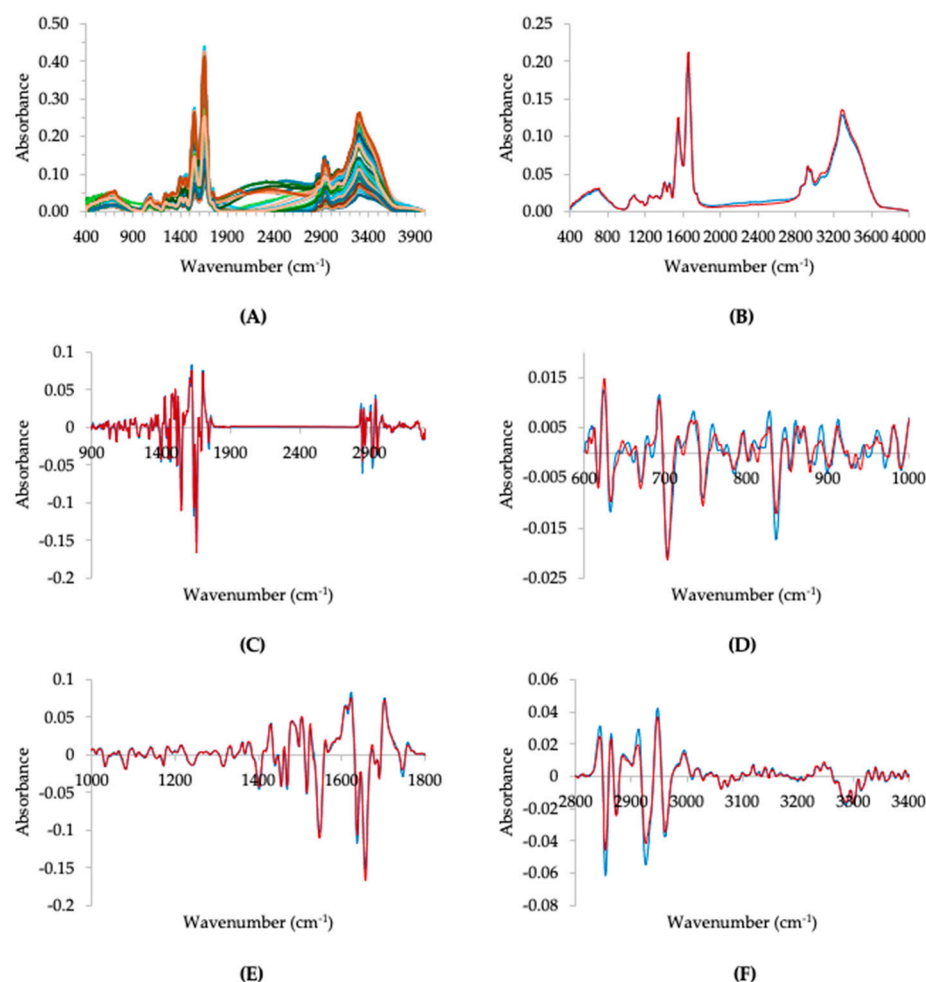 0.50
0.40
0.30
0.20
0.10
0.00
Absorbance
400 900 1400 1900 2400 2900 3400 3900
Wavenumber (cm⁻¹)
(A)
0.25
0.20
0.15
0.10
0.05
0.00
Absorbance
400 800 1200 1600 2000 2400 2800 3200 3600 4000
Wavenumber (cm⁻¹)
(B)
0.1
0.05
0
-0.05
-0.1
-0.15
-0.2
Absorbance
900 1400 1900 2400 2900
Wavenumber (cm⁻¹)
(C)
0.015
0.005
-0.005
-0.015
-0.025
Absorbance
600 700 800 900 1000
Wavenumber (cm⁻¹)
(D)
0.1
0.05
0
-0.05
-0.1
-0.15
-0.2
Absorbance
1000 1200 1400 1600 1800
Wavenumber (cm⁻¹)
(E)
0.06
0.04
0.02
0.00
-0.02
-0.04
-0.06
-0.08
Absorbance
2800 2900 3000 3100 3200 3300 3400
Wavenumber (cm⁻¹)
(F)